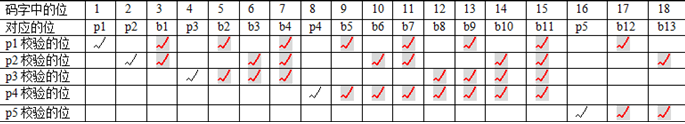 码字中的位 1 2 3 4 5 6 7 8 9 10 11 12 13 14 15 16 17 18
对应的位 p1 p2 b1 p3 b2 b3 b4 p4 b5 b6 b7 b8 b9 b10 b11 p5 b12 b13
p1 校验的位 ✓ ✓ ✓ ✓ ✓ ✓ ✓ ✓ ✓
p2 校验的位 ✓ ✓ ✓ ✓ ✓ ✓ ✓ ✓ ✓
p3 校验的位 ✓ ✓ ✓ ✓ ✓ ✓ ✓ ✓
p4 校验的位 ✓ ✓ ✓ ✓ ✓ ✓ ✓ ✓
p5 校验的位 ✓ ✓ ✓